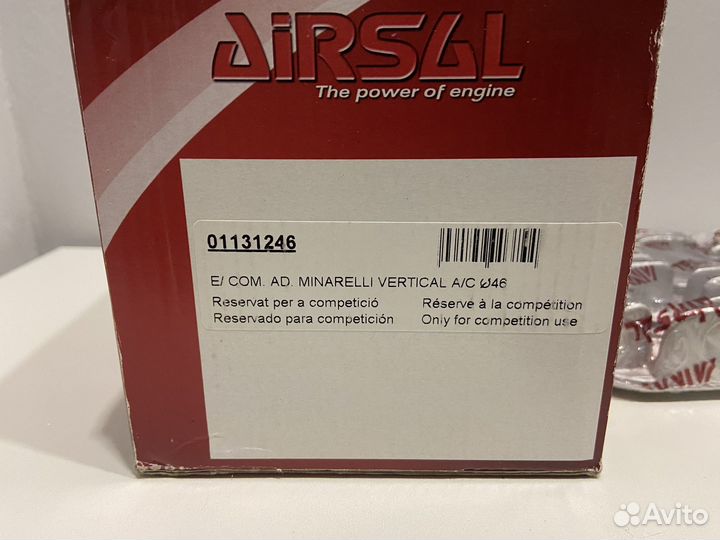 AiRSAL
The power of engine
01131246
E/ COM. AD. MINARELLI VERTICAL A/C Ø46
Reservat per a competició
Réserve à la compétition
Reservado para competición
Only for competition use
Avito